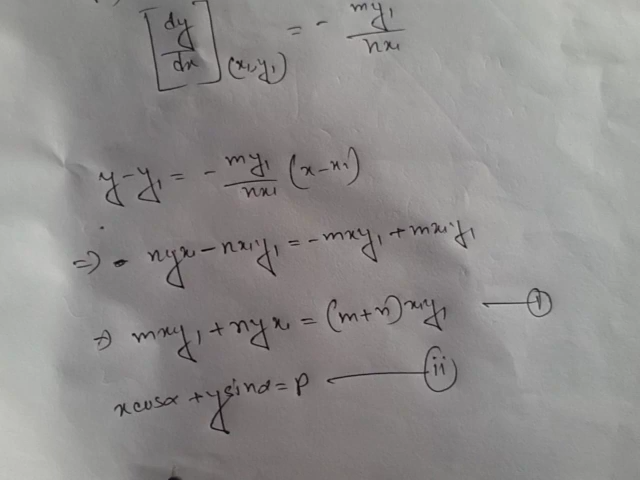 [dy/dx](x₁,y₁) = - my₁/nx₁
y-y₁ = - my₁/nx₁ (x-x₁)
=> nyx₁ - nx₁y₁ = -mxy₁ + mx₁y₁
=> mxy₁ + nyx₁ = (m+n)x₁y₁ — (i)
xcosα + ysinα = p — (ii)